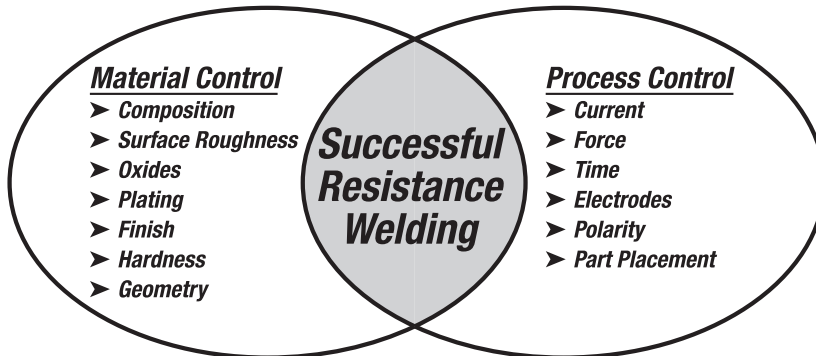 Material Control
➤ Composition
➤ Surface Roughness
➤ Oxides
➤ Plating
➤ Finish
➤ Hardness
➤ Geometry
Successful
Resistance
Welding
Process Control
➤ Current
➤ Force
➤ Time
➤ Electrodes
➤ Polarity
➤ Part Placement